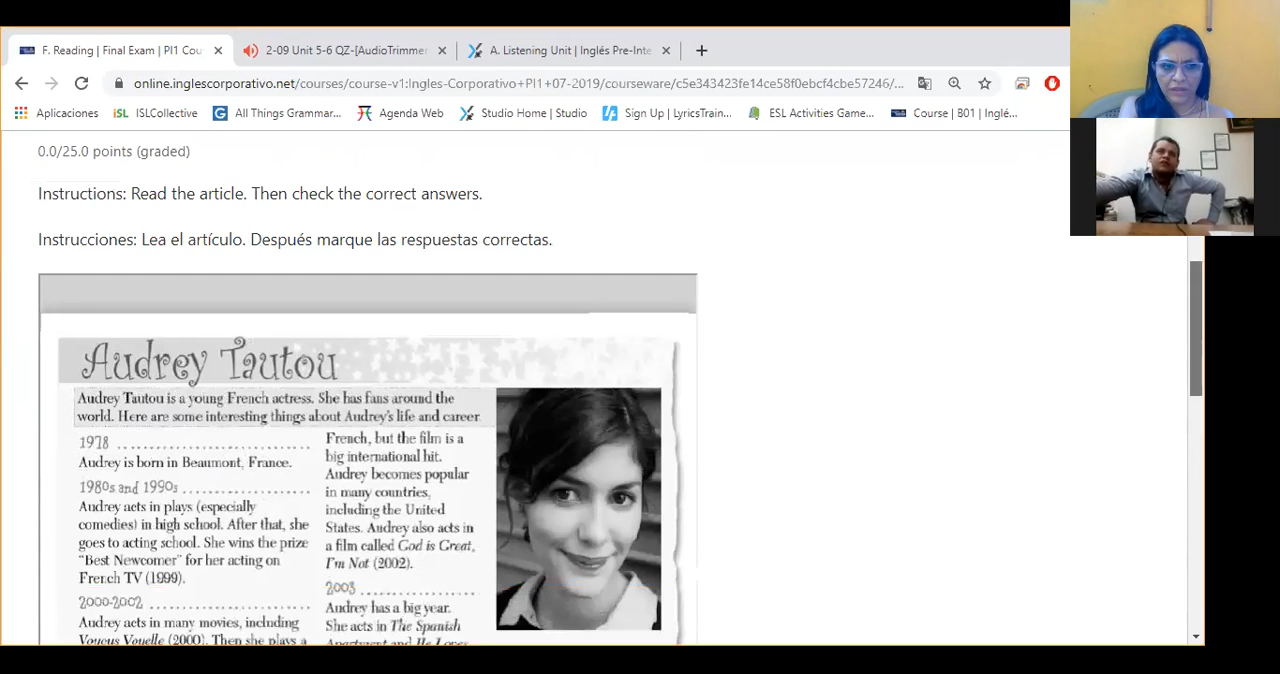 F. Reading | Final Exam | PI1 Cou
2-09 Unit 5-6 QZ-[AudioTrimmer
A. Listening Unit | Inglés Pre-Inte
online.inglescorporativo.net/courses/course-v1:Ingles-Corporativo+PI1+07-2019/courseware/c5e343423fe14ce58f0ebcf4cbe57246/...
Aplicaciones
iSL ISLCollective
All Things Grammar...
Agenda Web
Studio Home | Studio
Sign Up | LyricsTrain...
ESL Activities Game...
Course | B01 | Inglé...
0.0/25.0 points (graded)
Instructions: Read the article. Then check the correct answers.
Instrucciones: Lea el artículo. Después marque las respuestas correctas.
Audrey Tautou
Audrey Tautou is a young French actress. She has fans around the
world. Here are some interesting things about Audrey's life and career.
1978
Audrey is born in Beaumont, France.
1980s and 1990s
Audrey acts in plays (especially
comedies) in high school. After that, she
goes to acting school. She wins the prize
"Best Newcomer" for her acting on
French TV (1999).
2000-2002
Audrey acts in many movies, including
Voyous Voyelle (2000). Then she plays a
French, but the film is a
big international hit.
Audrey becomes popular
in many countries,
including the United
States. Audrey also acts in
a film called God is Great,
I'm Not (2002).
2003
Audrey has a big year.
She acts in The Spanish
Apartment and He Loves